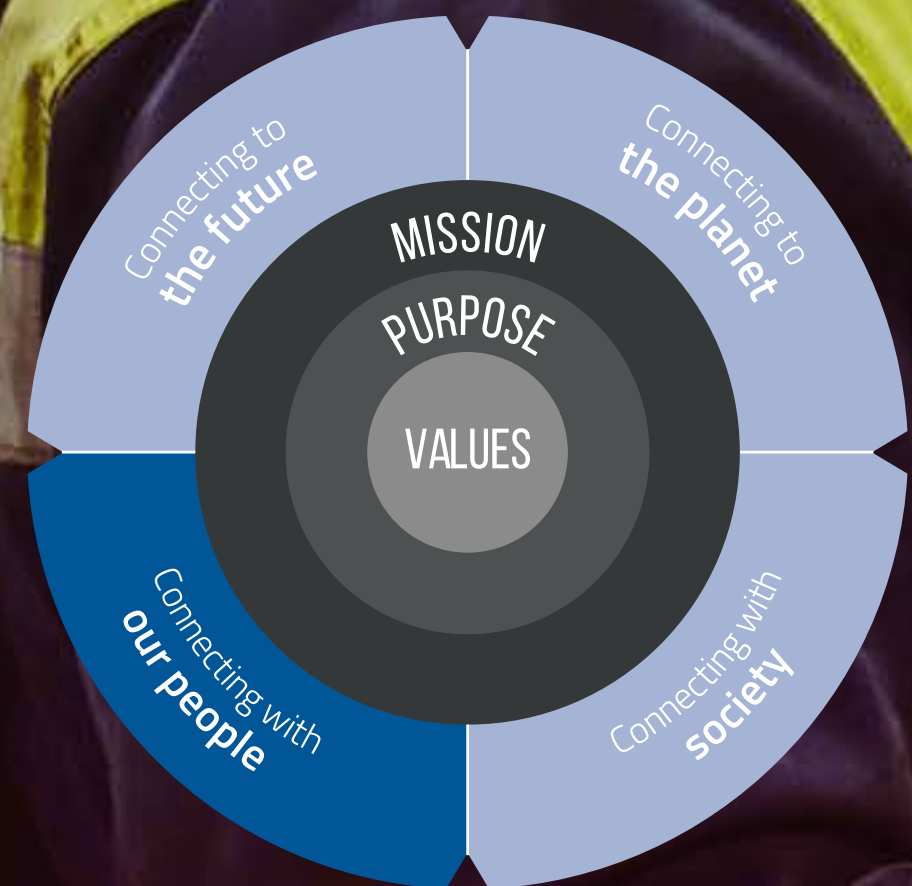 Connecting to
the future
Connecting to
the planet
MISSION
PURPOSE
VALUES
Connecting with
our people
Connecting with
society